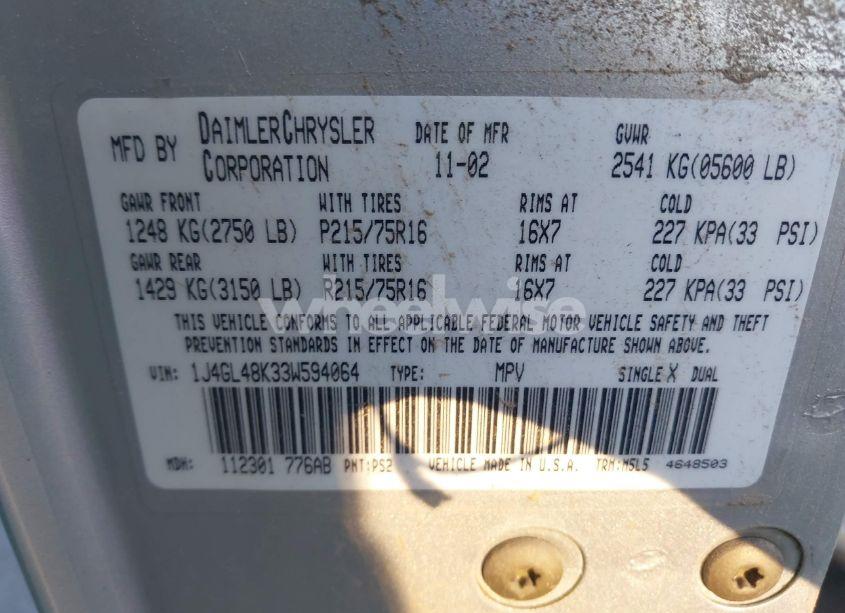 MFD BY DAIMLERCHRYSLER CORPORATION DATE OF MFR 11-02 GVWR 2541 KG(05600 LB)
GAWR FRONT WITH TIRES RIMS AT COLD
1248 KG(2750 LB) P215/75R16 16X7 227 KPA(33 PSI)
GAWR REAR WITH TIRES RIMS AT COLD
1429 KG(3150 LB) R215/75R16 16X7 227 KPA(33 PSI)
wheelwise
THIS VEHICLE CONFORMS TO ALL APPLICABLE FEDERAL MOTOR VEHICLE SAFETY AND THEFT
PREVENTION STANDARDS IN EFFECT ON THE DATE OF MANUFACTURE SHOWN ABOVE.
VIN: 1J4GL48K33W594064 TYPE: MPV SINGLE X DUAL
MDH: 112301 776AB PNT:PS2 VEHICLE MADE IN U.S.A. TRM:M5L5 4648503